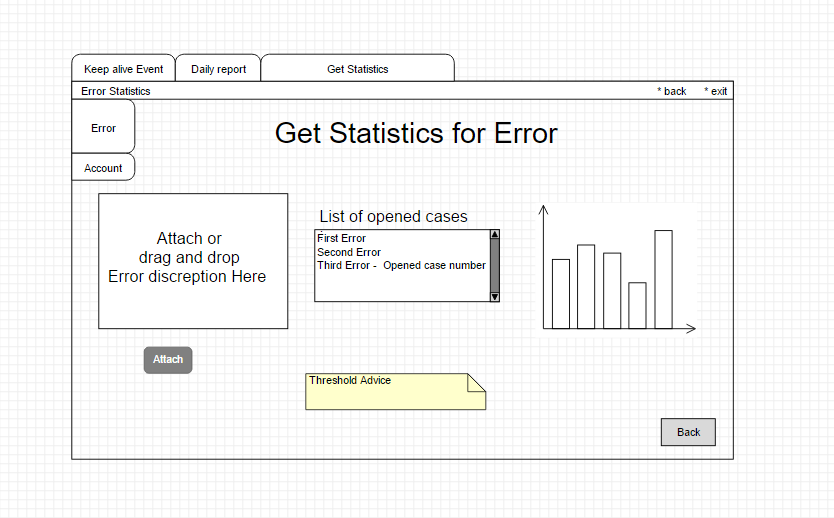 Keep alive Event
Daily report
Get Statistics
Error Statistics
* back
* exit
Error
Account
Get Statistics for Error
Attach or
drag and drop
Error discreption Here
Attach
List of opened cases
First Error
Second Error
Third Error - Opened case number
Threshold Advice
Back